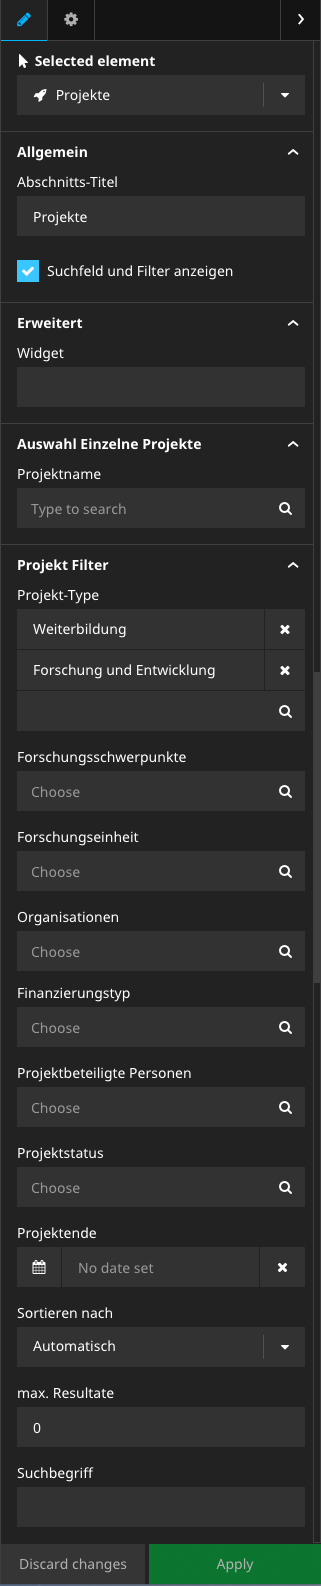 Selected element
Projekte
Allgemein
Abschnitts-Titel
Projekte
Suchfeld und Filter anzeigen
Erweitert
Widget
Auswahl Einzelne Projekte
Projektname
Type to search
Projekt Filter
Projekt-Type
Weiterbildung
Forschung und Entwicklung
Forschungsschwerpunkte
Choose
Forschungseinheit
Choose
Organisationen
Choose
Finanzierungstyp
Choose
Projektbeteiligte Personen
Choose
Projektstatus
Choose
Projektende
No date set
Sortieren nach
Automatisch
max. Resultate
0
Suchbegriff
Discard changes Apply